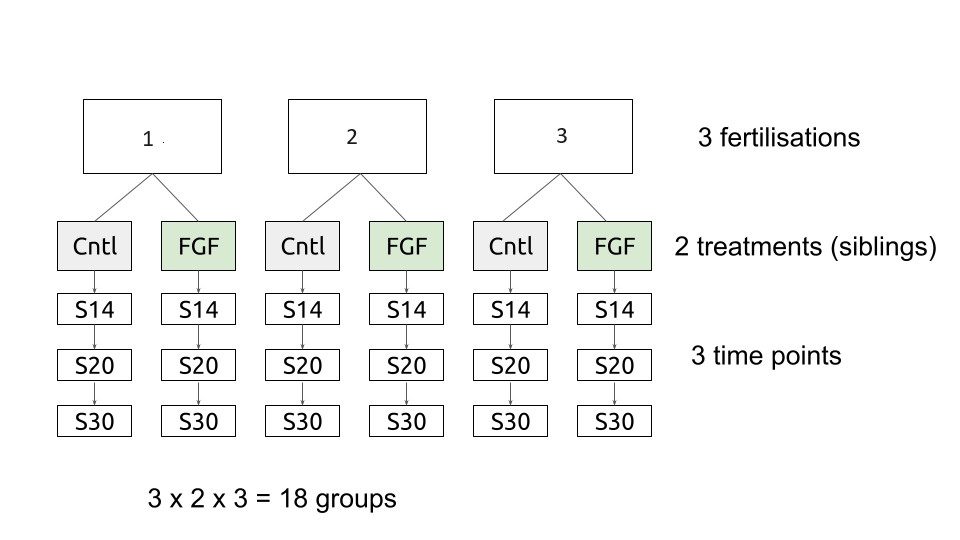 1 2 3 3 fertilisations
Cntl FGF Cntl FGF Cntl FGF 2 treatments (siblings)
S14 S14 S14 S14 S14 S14
3 time points
S20 S20 S20 S20 S20 S20
S30 S30 S30 S30 S30 S30
3 x 2 x 3 = 18 groups